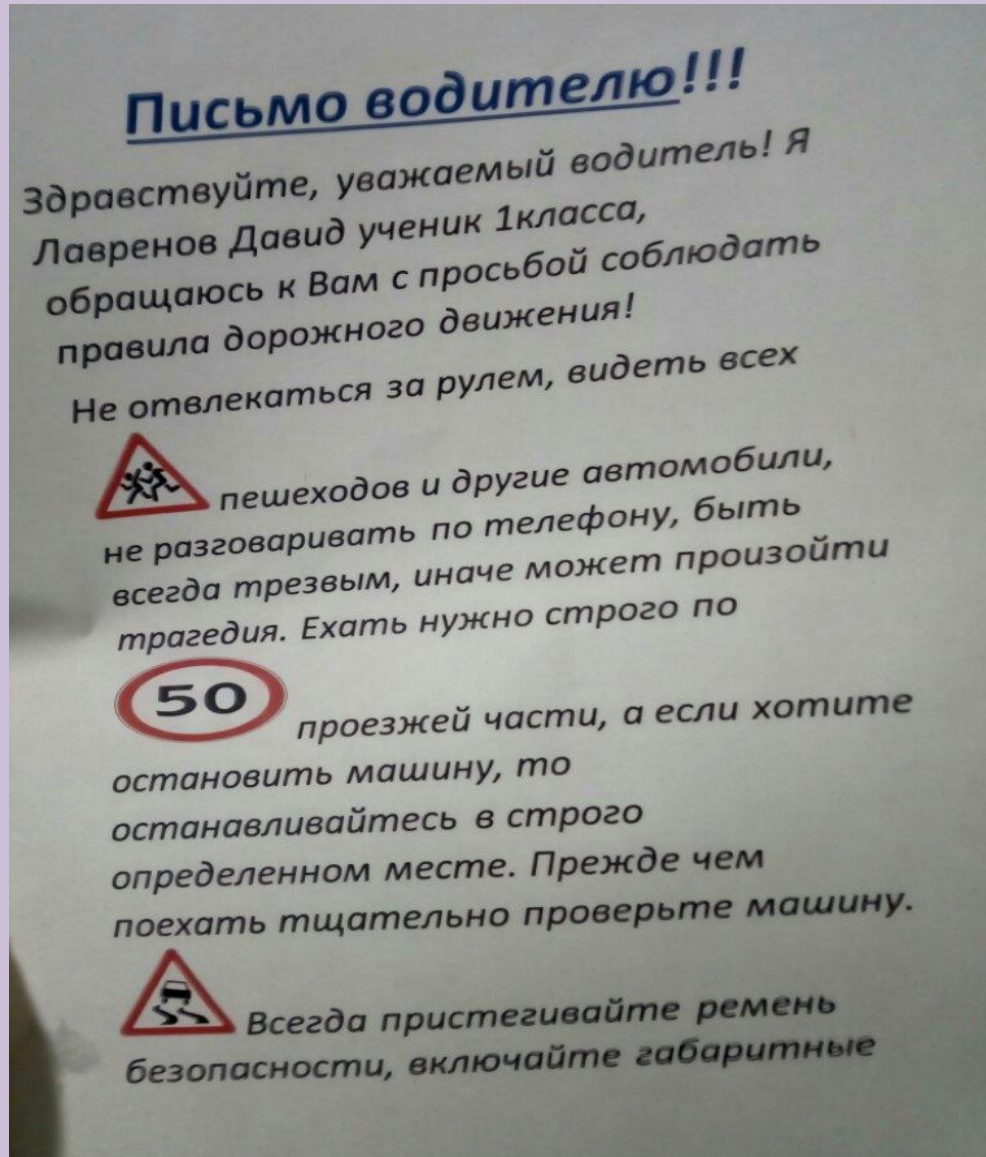 Письмо водителю!!!
Здравствуйте, уважаемый водитель! Я
Лавренов Давид ученик 1класса,
обращаюсь к Вам с просьбой соблюдать
правила дорожного движения!
Не отвлекаться за рулем, видеть всех
пешеходов и другие автомобили,
не разговаривать по телефону, быть
всегда трезвым, иначе может произойти
трагедия. Ехать нужно строго по
50 проезжей части, а если хотите
остановить машину, то
останавливайтесь в строго
определенном месте. Прежде чем
поехать тщательно проверьте машину.
Всегда пристегивайте ремень
безопасности, включайте габаритные